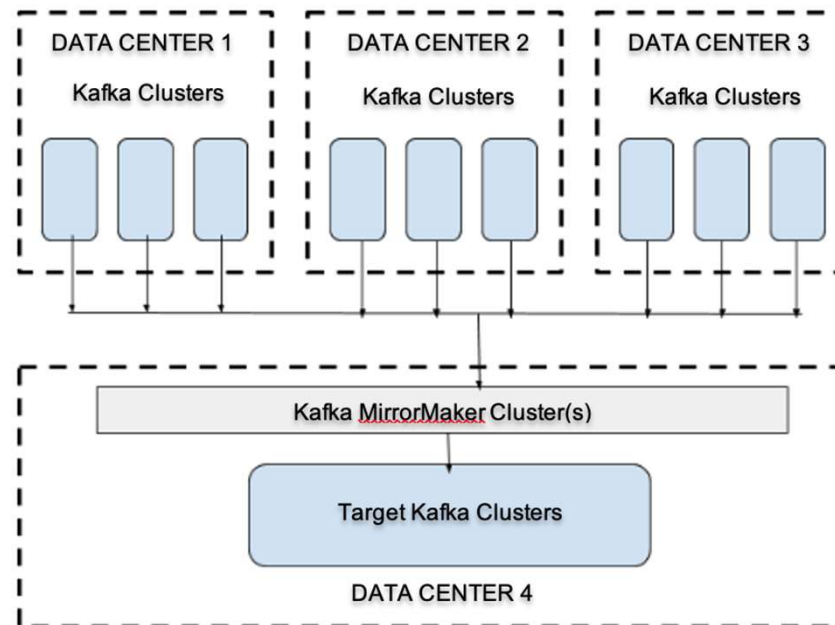 DATA CENTER 1
Kafka Clusters
DATA CENTER 2
Kafka Clusters
DATA CENTER 3
Kafka Clusters
Kafka MirrorMaker Cluster(s)
Target Kafka Clusters
DATA CENTER 4